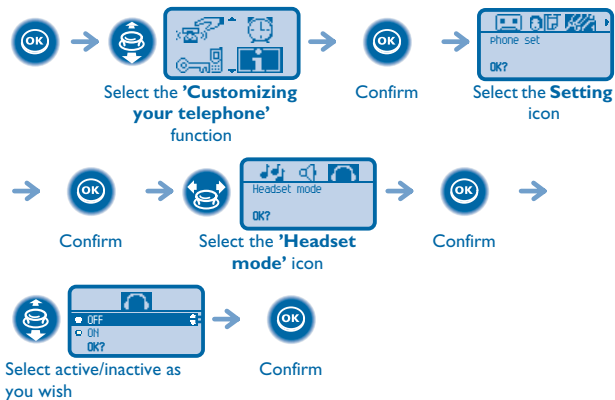 OK
Select the 'Customizing
your telephone'
function
OK
Confirm
phone set
OK?
Select the Setting
icon
OK
Confirm
Headset mode
OK?
Select the 'Headset
mode' icon
OK
Confirm
OFF
ON
OK?
Select active/inactive as
you wish
OK
Confirm